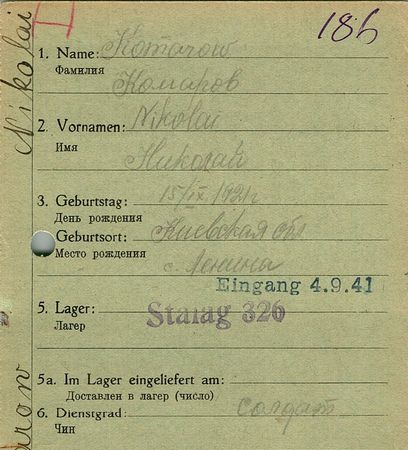 186
1. Name: Komarow
Фамилия
Комаров
2. Vornamen: Nikolai
Имя
Николай
3. Geburtstag: 15/IX 1921г
День рождения
Geburtsort: Киевская обл
Место рождения
с. Ленина
Eingang 4.9.41
5. Lager: Stalag 326
Лагер
5a. Im Lager eingeliefert am:
Доставлен в лагер (число)
6. Dienstgrad: солдат
Чин
Nikolai